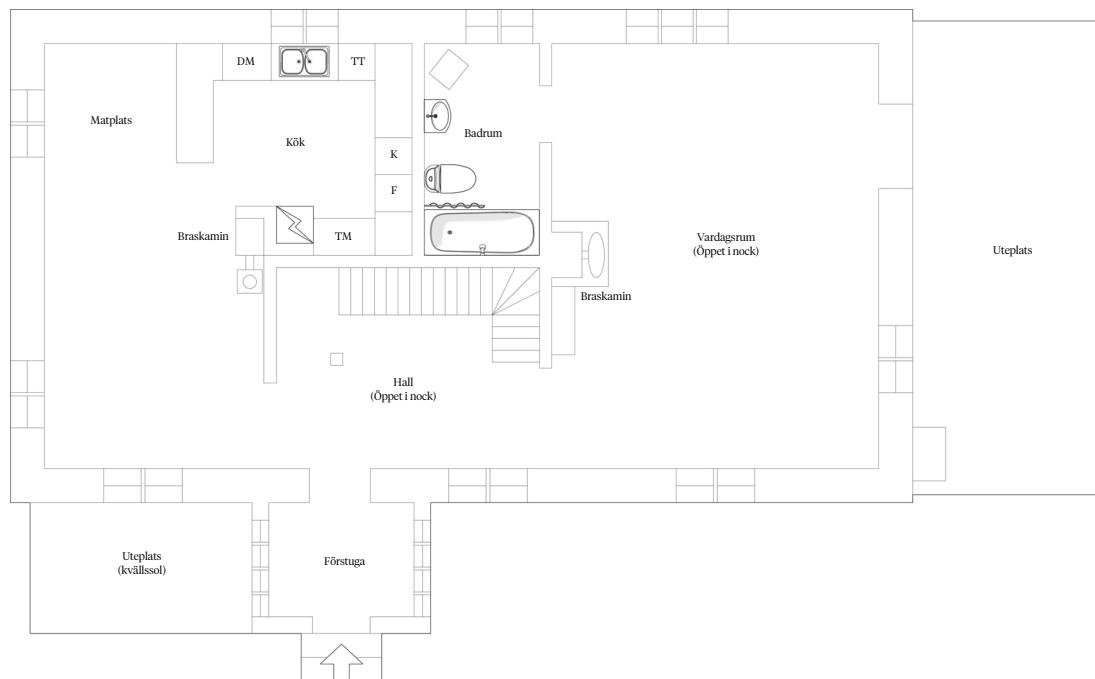 DM
TT
Matplats
Badrum
Kök
K
F
Braskamin
TM
Vardagsrum
(Öppet i nock)
Uteplats
Braskamin
Hall
(Öppet i nock)
Uteplats
(kvällssol)
Förstuga